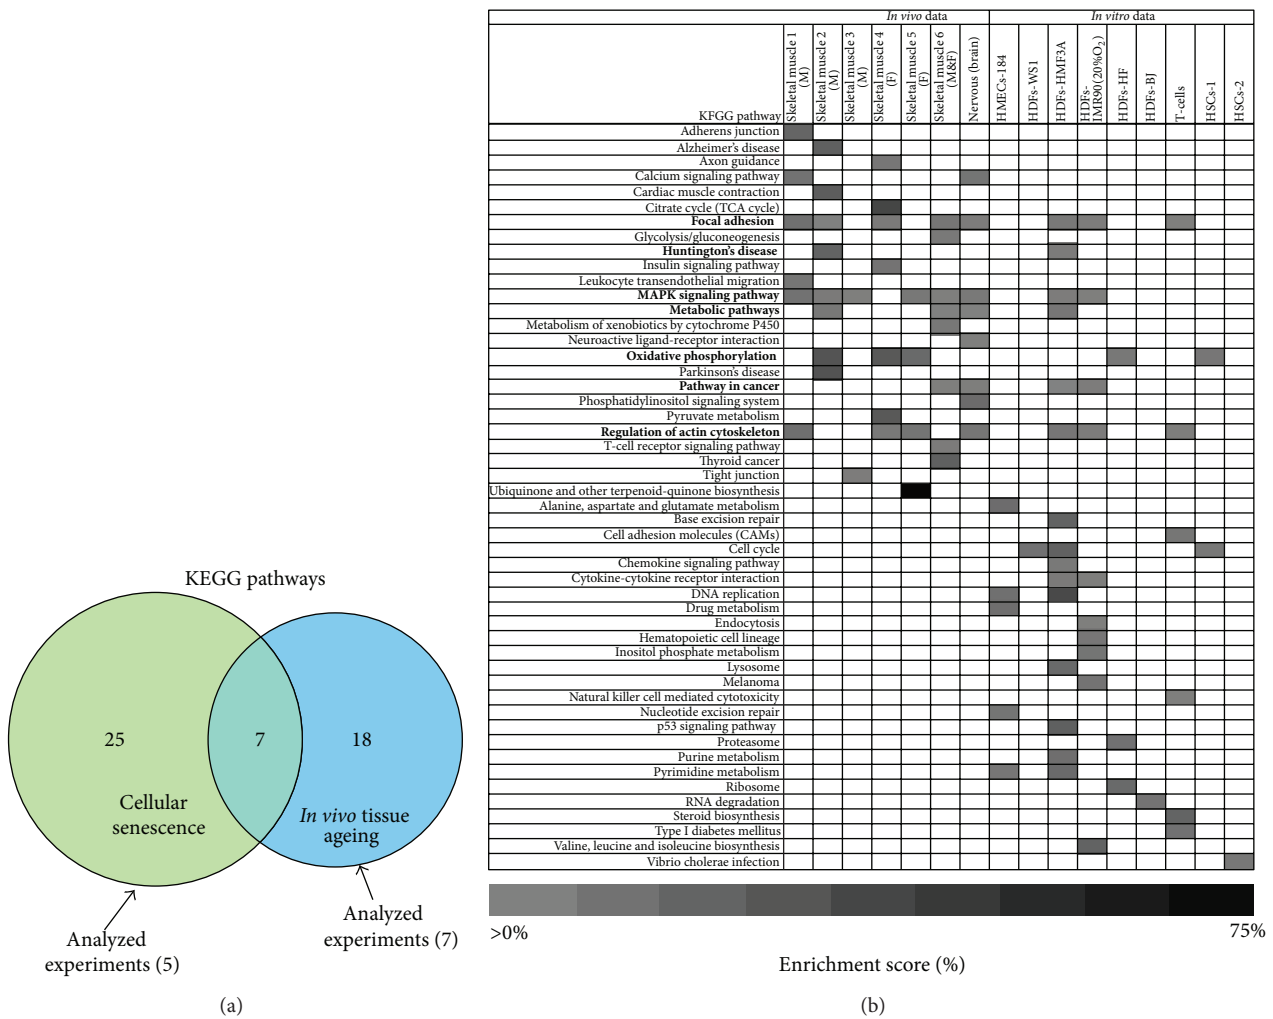 KEGG pathways
25
7
18
Cellular
senescence
In vivo tissue
ageing
Analyzed
experiments (5)
Analyzed
experiments (7)
(a)
In vivo data
In vitro data
KFGG pathway
Skeletal muscle 1
(M)
Skeletal muscle 2
(M)
Skeletal muscle 3
(M)
Skeletal muscle 4
(F)
Skeletal muscle 5
(F)
Skeletal muscle 6
(M&F)
Nervous (brain)
HMECs-184
HDFs-WS1
HDFs-HMF3A
HDFs-
IMR90(20%O2)
HDFs-HF
HDFs-BJ
T-cells
HSCs-1
HSCs-2
Adherens junction
Alzheimer's disease
Axon guidance
Calcium signaling pathway
Cardiac muscle contraction
Citrate cycle (TCA cycle)
Focal adhesion
Glycolysis/gluconeogenesis
Huntington's disease
Insulin signaling pathway
Leukocyte transendothelial migration
MAPK signaling pathway
Metabolic pathways
Metabolism of xenobiotics by cytochrome P450
Neuroactive ligand-receptor interaction
Oxidative phosphorylation
Parkinson's disease
Pathway in cancer
Phosphatidylinositol signaling system
Pyruvate metabolism
Regulation of actin cytoskeleton
T-cell receptor signaling pathway
Thyroid cancer
Tight junction
Ubiquinone and other terpenoid-quinone biosynthesis
Alanine, aspartate and glutamate metabolism
Base excision repair
Cell adhesion molecules (CAMs)
Cell cycle
Chemokine signaling pathway
Cytokine-cytokine receptor interaction
DNA replication
Drug metabolism
Endocytosis
Hematopoietic cell lineage
Inositol phosphate metabolism
Lysosome
Melanoma
Natural killer cell mediated cytotoxicity
Nucleotide excision repair
p53 signaling pathway
Proteasome
Purine metabolism
Pyrimidine metabolism
Ribosome
RNA degradation
Steroid biosynthesis
Type I diabetes mellitus
Valine, leucine and isoleucine biosynthesis
Vibrio cholerae infection
>0%
75%
Enrichment score (%)
(b)